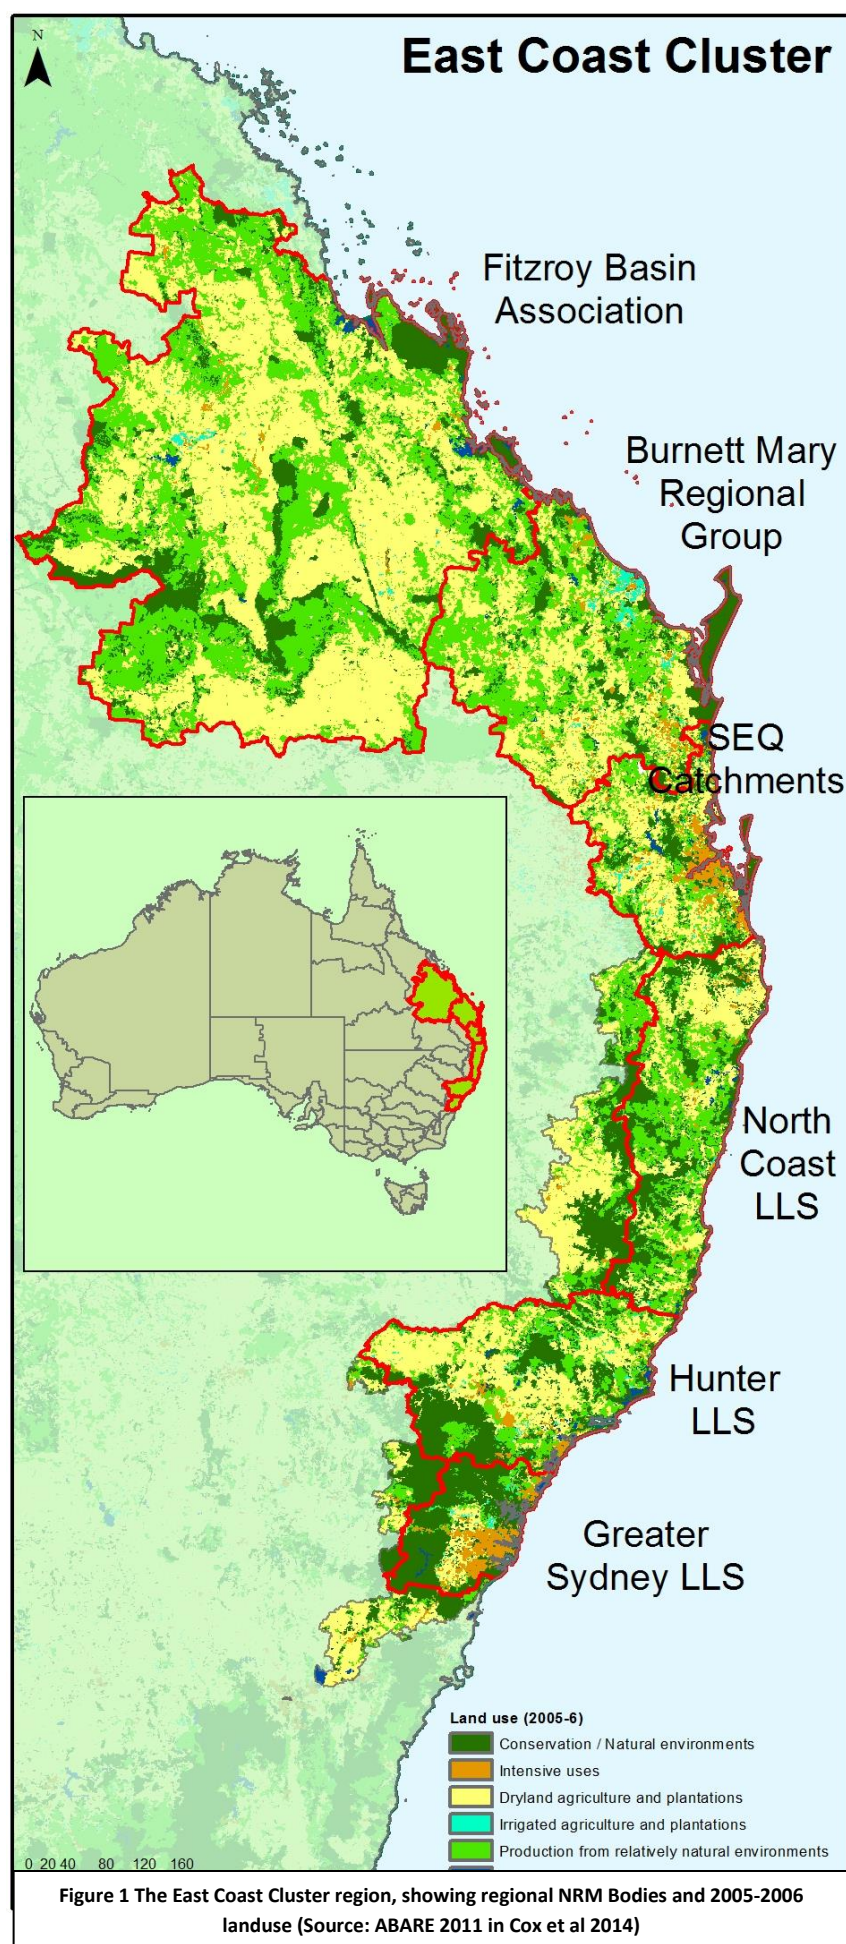 N
East Coast Cluster
Fitzroy Basin
Association
Burnett Mary
Regional
Group
SEQ
Catchments
North
Coast
LLS
Hunter
LLS
Greater
Sydney LLS
Land use (2005-6)
Conservation / Natural environments
Intensive uses
Dryland agriculture and plantations
Irrigated agriculture and plantations
Production from relatively natural environments
0 20 40 80 120 160
Figure 1 The East Coast Cluster region, showing regional NRM Bodies and 2005-2006
landuse (Source: ABARE 2011 in Cox et al 2014)